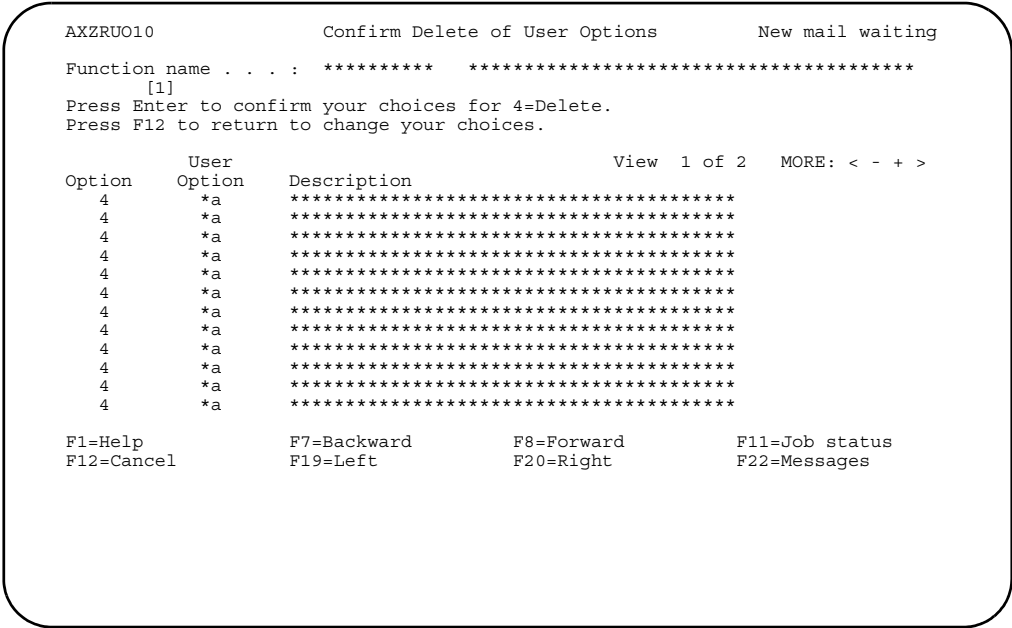 AXZRUO10 Confirm Delete of User Options New mail waiting
Function name . . . : ********** ****************************************
[1]
Press Enter to confirm your choices for 4=Delete.
Press F12 to return to change your choices.
User View 1 of 2 MORE: < - + >
Option Option Description
4 *a ****************************************
4 *a ****************************************
4 *a ****************************************
4 *a ****************************************
4 *a ****************************************
4 *a ****************************************
4 *a ****************************************
4 *a ****************************************
4 *a ****************************************
4 *a ****************************************
4 *a ****************************************
4 *a ****************************************
F1=Help F7=Backward F8=Forward F11=Job status
F12=Cancel F19=Left F20=Right F22=Messages